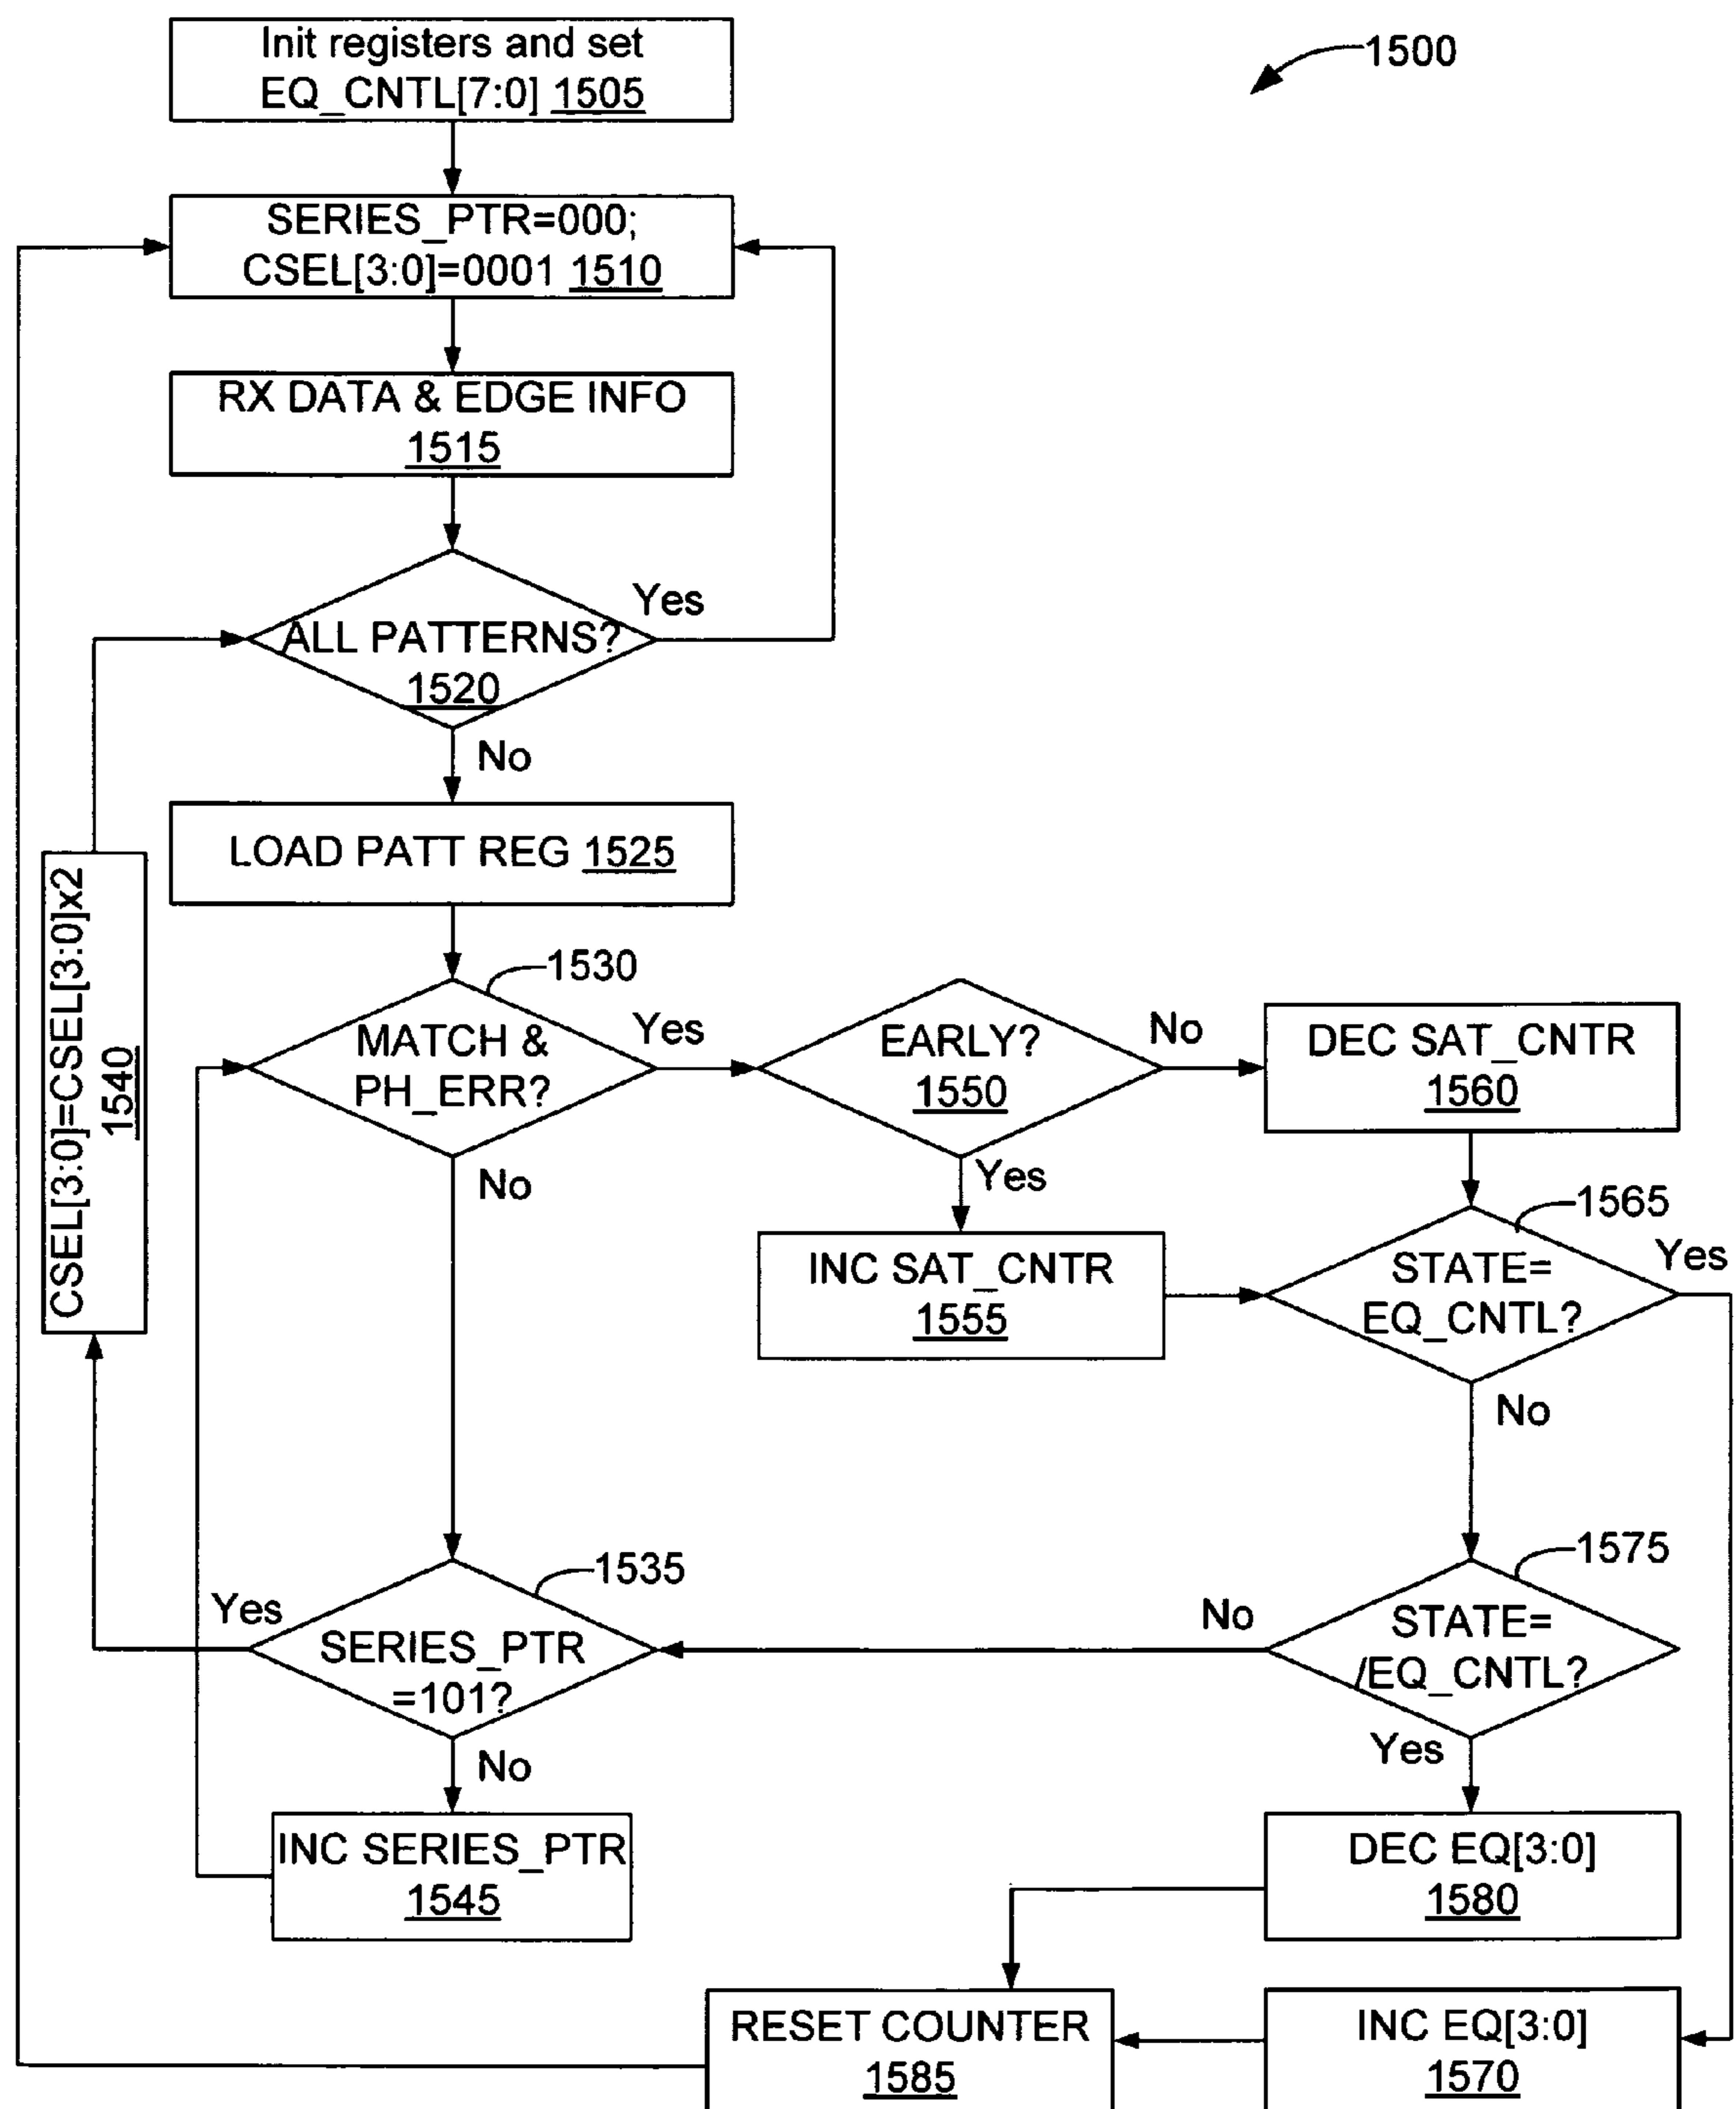 Init registers and set
EQ_CNTL[7:0] 1505
1500
SERIES_PTR=000;
CSEL[3:0]=0001 1510
RX DATA & EDGE INFO
1515
ALL PATTERNS?
1520
Yes
No
LOAD PATT REG 1525
CSEL[3:0]=CSEL[3:0]x2
1540
1530
MATCH &
PH_ERR?
Yes
No
EARLY?
1550
No
Yes
DEC SAT_CNTR
1560
INC SAT_CNTR
1555
1565
STATE=
EQ_CNTL?
Yes
No
1535
SERIES_PTR
=101?
Yes
No
1575
STATE=
/EQ_CNTL?
No
Yes
INC SERIES_PTR
1545
DEC EQ[3:0]
1580
RESET COUNTER
1585
INC EQ[3:0]
1570